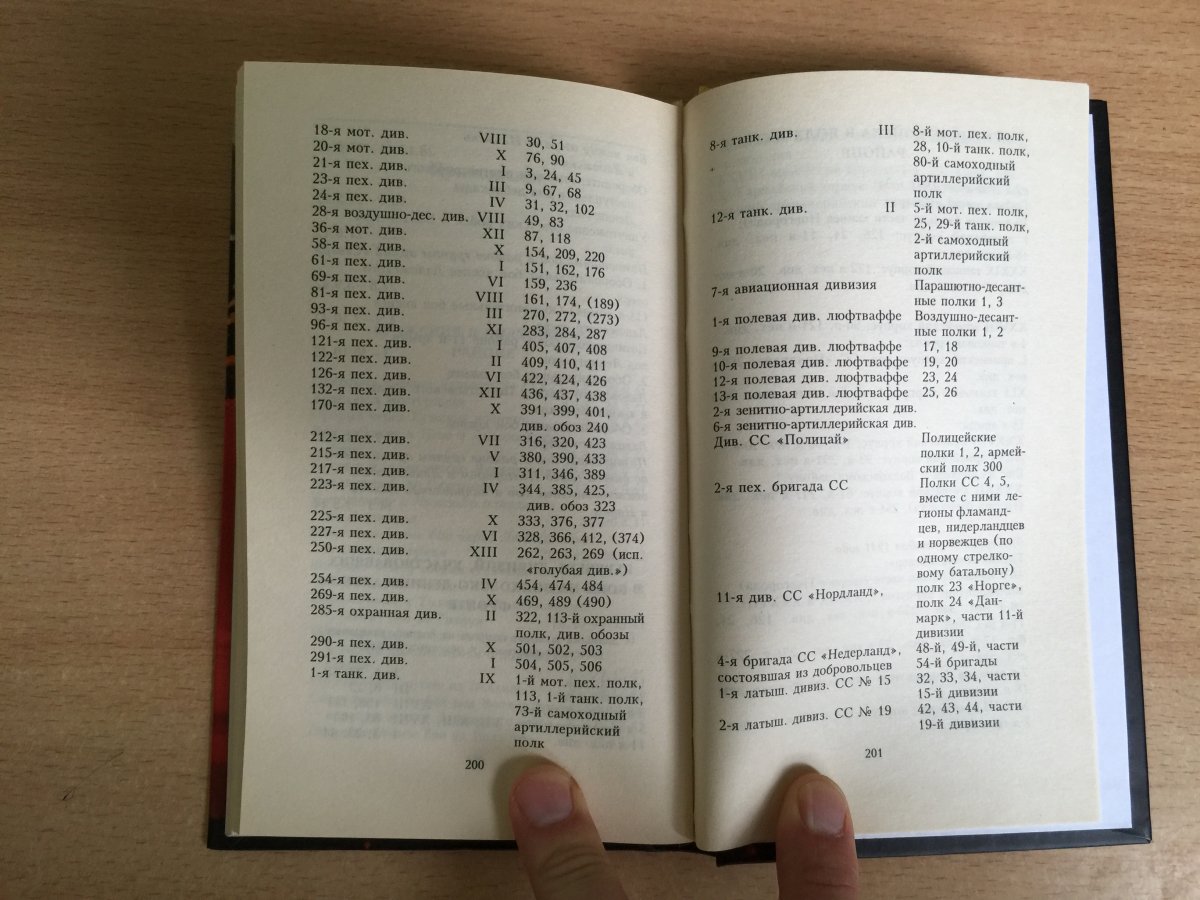 18-я мот. див. VIII 30, 51
20-я мот. див. X 76, 90
21-я пех. див. I 3, 24, 45
23-я пех. див. III 9, 67, 68
24-я пех. див. IV 31, 32, 102
28-я воздушно-дес. див. VIII 49, 83
36-я мот. див. XII 87, 118
58-я пех. див. X 154, 209, 220
61-я пех. див. I 151, 162, 176
69-я пех. див. VI 159, 236
81-я пех. див. VIII 161, 174, (189)
93-я пех. див. III 270, 272, (273)
96-я пех. див. XI 283, 284, 287
121-я пех. див. I 405, 407, 408
122-я пех. див. II 409, 410, 411
126-я пех. див. VI 422, 424, 426
132-я пех. див. XII 436, 437, 438
170-я пех. див. X 391, 399, 401,
див. обоз 240
212-я пех. див. VII 316, 320, 423
215-я пех. див. V 380, 390, 433
217-я пех. див. I 311, 346, 389
223-я пех. див. IV 344, 385, 425,
див. обоз 323
225-я пех. див. X 333, 376, 377
227-я пех. див. VI 328, 366, 412, (374)
250-я пех. див. XIII 262, 263, 269 (исп.
«голубая див.»)
254-я пех. див. IV 454, 474, 484
269-я пех. див. X 469, 489 (490)
285-я охранная див. II 322, 113-й охранный
полк, див. обозы
290-я пех. див. X 501, 502, 503
291-я пех. див. I 504, 505, 506
1-я танк. див. IX 1-й мот. пех. полк,
113, 1-й танк. полк,
73-й самоходный
артиллерийский
полк
200
8-я танк. див. III 8-й мот. пех. полк,
28, 10-й танк. полк,
80-й самоходный
артиллерийский
полк
12-я танк. див. II 5-й мот. пех. полк,
25, 29-й танк. полк,
2-й самоходный
артиллерийский
полк
7-я авиационная дивизия Парашютно-десант-
ные полки 1, 3
1-я полевая див. люфтваффе Воздушно-десант-
ные полки 1, 2
9-я полевая див. люфтваффе 17, 18
10-я полевая див. люфтваффе 19, 20
12-я полевая див. люфтваффе 23, 24
13-я полевая див. люфтваффе 25, 26
2-я зенитно-артиллерийская див.
6-я зенитно-артиллерийская див.
Див. СС «Полицай» Полицейские
полки 1, 2, армей-
ский полк 300
2-я пех. бригада СС Полки СС 4, 5,
вместе с ними ле-
гионы фламанд-
цев, нидерландцев
и норвежцев (по
одному стрелко-
вому батальону)
11-я див. СС «Нордланд», полк 23 «Норге»,
полк 24 «Дан-
марк», части 11-й
дивизии
4-я бригада СС «Недерланд», 48-й, 49-й, части
состоявшая из добровольцев 54-й бригады
1-я латыш. дивиз. СС № 15 32, 33, 34, части
15-й дивизии
2-я латыш. дивиз. СС № 19 42, 43, 44, части
19-й дивизии
201